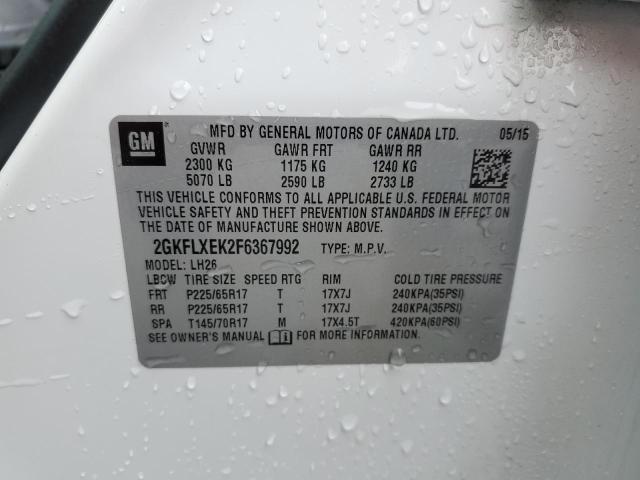 GM
MFD BY GENERAL MOTORS OF CANADA LTD. 05/15
GVWR GAWR FRT GAWR RR
2300 KG 1175 KG 1240 KG
5070 LB 2590 LB 2733 LB
THIS VEHICLE CONFORMS TO ALL APPLICABLE U.S. FEDERAL MOTOR
VEHICLE SAFETY AND THEFT PREVENTION STANDARDS IN EFFECT ON
THE DATE OF MANUFACTURE SHOWN ABOVE.
2GKFLXEK2F6367992 TYPE: M.P.V.
MODEL: LH26
LBCW TIRE SIZE SPEED RTG RIM COLD TIRE PRESSURE
FRT P225/65R17 T 17X7J 240KPA(35PSI)
RR P225/65R17 T 17X7J 240KPA(35PSI)
SPA T145/70R17 M 17X4.5T 420KPA(60PSI)
SEE OWNER'S MANUAL FOR MORE INFORMATION.